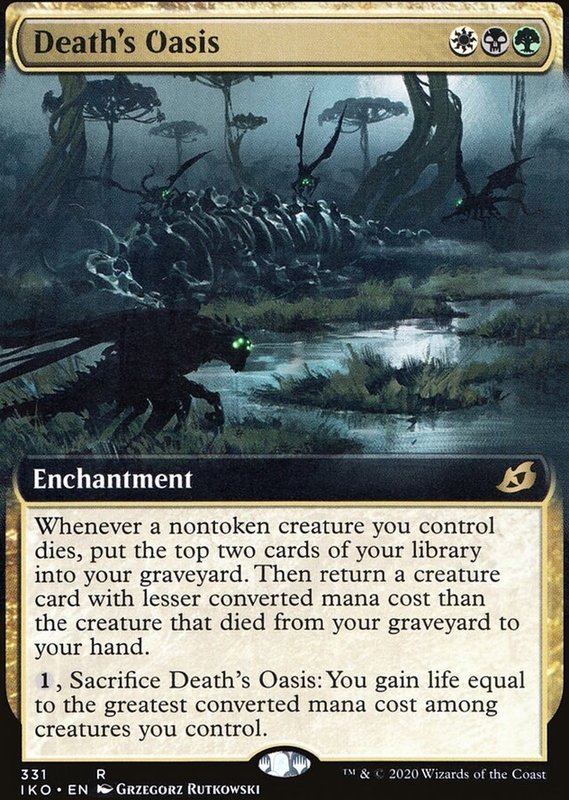 Death's Oasis
Enchantment
Whenever a nontoken creature you control
dies, put the top two cards of your library
into your graveyard. Then return a creature
card with lesser converted mana cost than
the creature that died from your graveyard to
your hand.
1, Sacrifice Death's Oasis: You gain life equal
to the greatest converted mana cost among
creatures you control.
331 R
IKO • EN Grzegorz Rutkowski
™ & © 2020 Wizards of the Coast